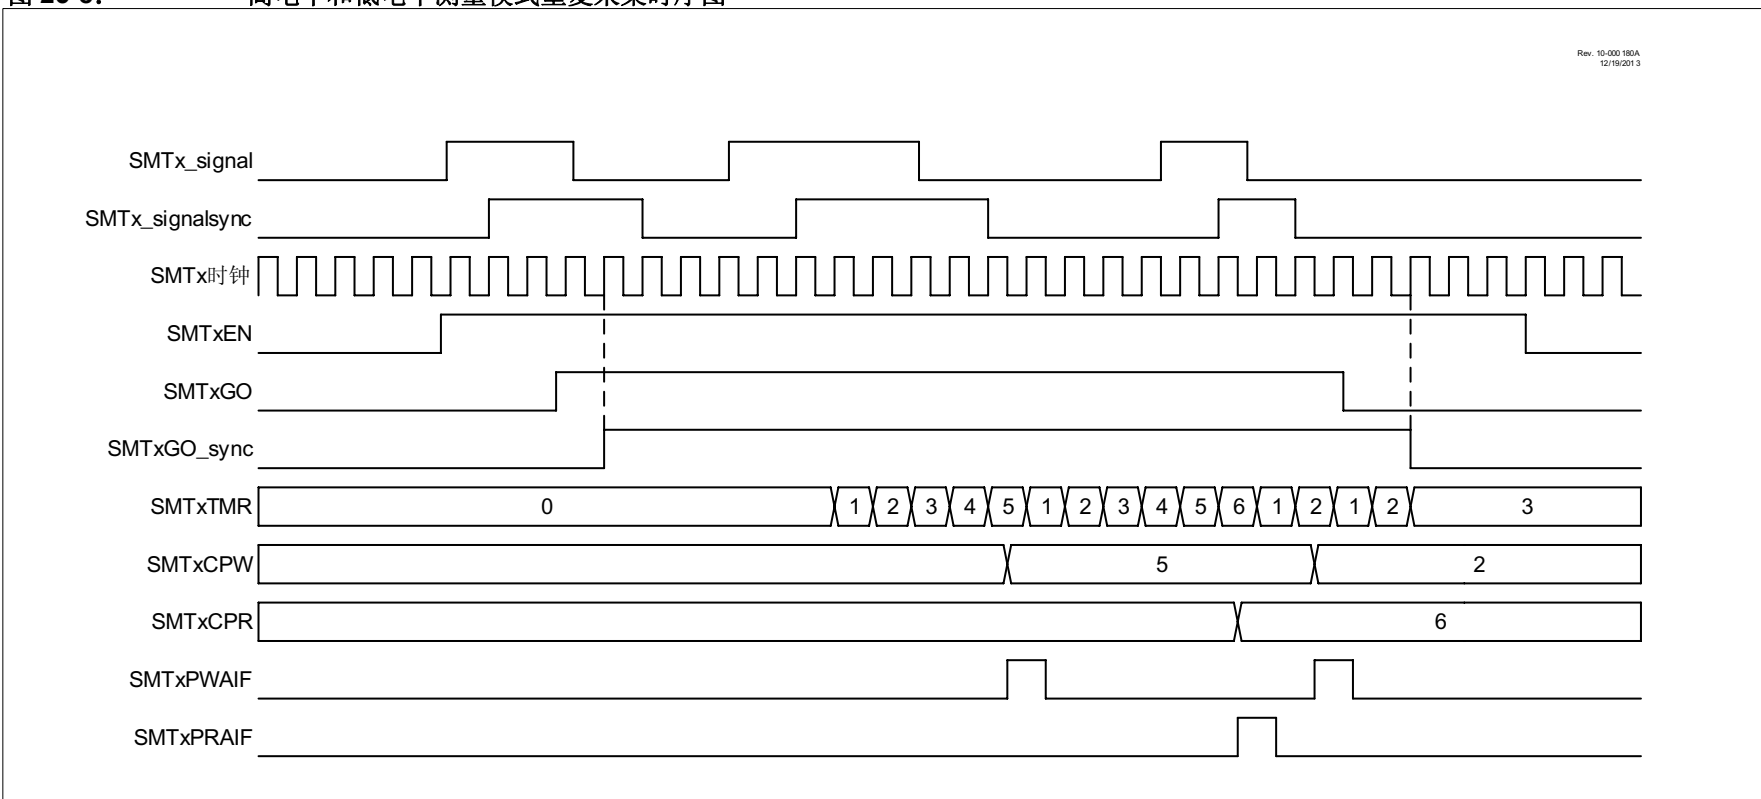 Rev. 10-000 180A
12/19/201 3
SMTx_signal
SMTx_signalsync
SMTx时钟
SMTxEN
SMTxGO
SMTxGO_sync
SMTxTMR 0 1 2 3 4 5 1 2 3 4 5 6 1 2 1 2 3
SMTxCPW 5 2
SMTxCPR 6
SMTxPWAIF
SMTxPRAIF